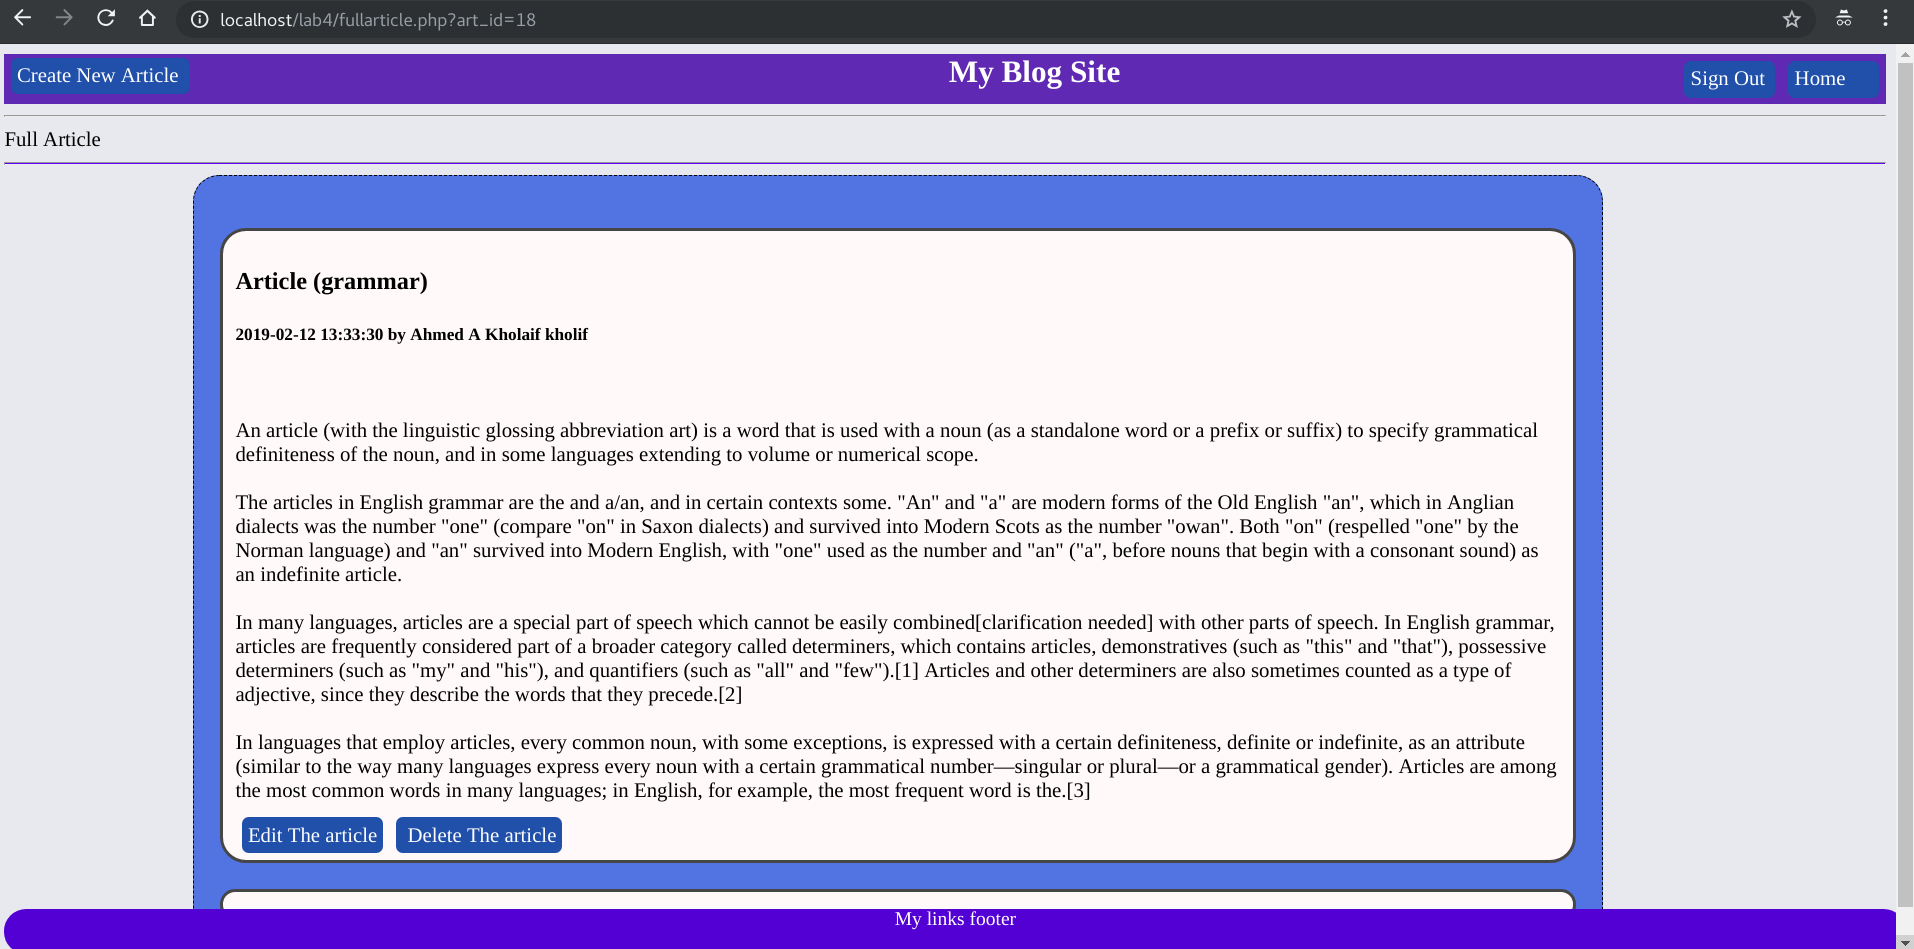 localhost/lab4/fullarticle.php?art_id=18
Create New Article
My Blog Site
Sign Out
Home
Full Article
Article (grammar)
2019-02-12 13:33:30 by Ahmed A Kholaif kholif
An article (with the linguistic glossing abbreviation art) is a word that is used with a noun (as a standalone word or a prefix or suffix) to specify grammatical
definiteness of the noun, and in some languages extending to volume or numerical scope.
The articles in English grammar are the and a/an, and in certain contexts some. "An" and "a" are modern forms of the Old English "an", which in Anglian
dialects was the number "one" (compare "on" in Saxon dialects) and survived into Modern Scots as the number "owan". Both "on" (respelled "one" by the
Norman language) and "an" survived into Modern English, with "one" used as the number and "an" ("a", before nouns that begin with a consonant sound) as
an indefinite article.
In many languages, articles are a special part of speech which cannot be easily combined[clarification needed] with other parts of speech. In English grammar,
articles are frequently considered part of a broader category called determiners, which contains articles, demonstratives (such as "this" and "that"), possessive
determiners (such as "my" and "his"), and quantifiers (such as "all" and "few").[1] Articles and other determiners are also sometimes counted as a type of
adjective, since they describe the words that they precede.[2]
In languages that employ articles, every common noun, with some exceptions, is expressed with a certain definiteness, definite or indefinite, as an attribute
(similar to the way many languages express every noun with a certain grammatical number—singular or plural—or a grammatical gender). Articles are among
the most common words in many languages; in English, for example, the most frequent word is the.[3]
Edit The article
Delete The article
My links footer